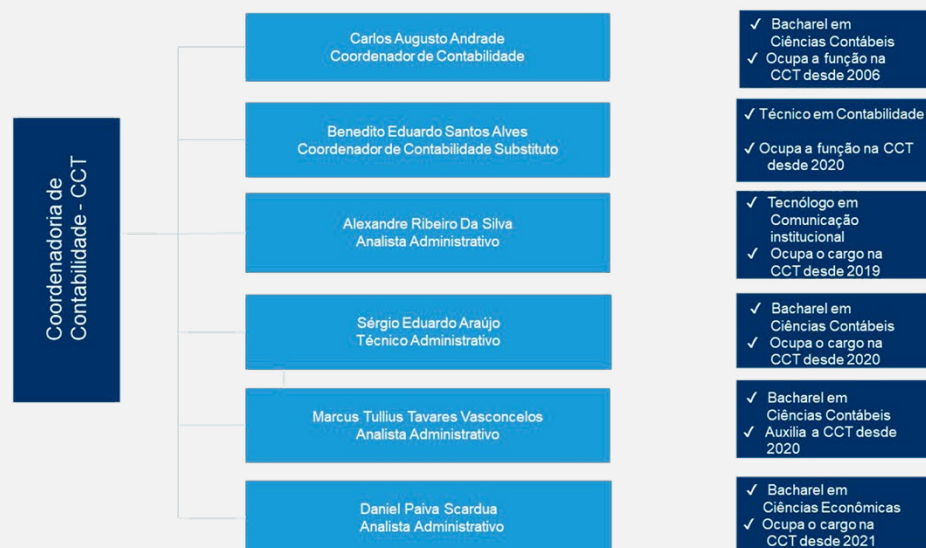 Coordenadoria de
Contabilidade - CCT
Carlos Augusto Andrade
Coordenador de Contabilidade
✓ Bacharel em
Ciências Contábeis
✓ Ocupa a função na
CCT desde 2006
Benedito Eduardo Santos Alves
Coordenador de Contabilidade Substituto
✓ Técnico em Contabilidade
✓ Ocupa a função na CCT
desde 2020
Alexandre Ribeiro Da Silva
Analista Administrativo
✓ Tecnólogo em
Comunicação
institucional
✓ Ocupa o cargo na
CCT desde 2019
Sérgio Eduardo Araújo
Técnico Administrativo
✓ Bacharel em
Ciências Contábeis
✓ Ocupa o cargo na
CCT desde 2020
Marcus Tullius Tavares Vasconcelos
Analista Administrativo
✓ Bacharel em
Ciências Contábeis
✓ Auxilia a CCT desde
2020
Daniel Paiva Scardua
Analista Administrativo
✓ Bacharel em
Ciências Econômicas
✓ Ocupa o cargo na
CCT desde 2021